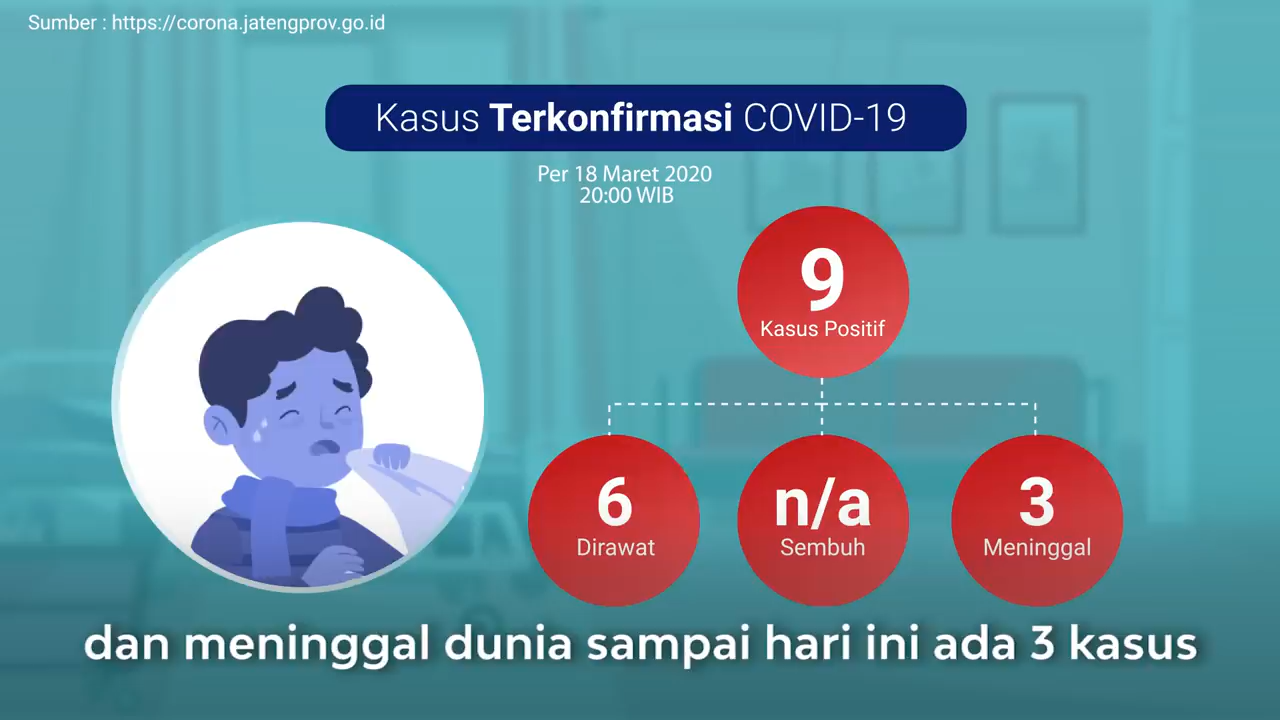 Sumber : https://corona.jatengprov.go.id
Kasus Terkonfirmasi COVID-19
Per 18 Maret 2020
20:00 WIB
9
Kasus Positif
6
Dirawat
n/a
Sembuh
3
Meninggal
dan meninggal dunia sampai hari ini ada 3 kasus